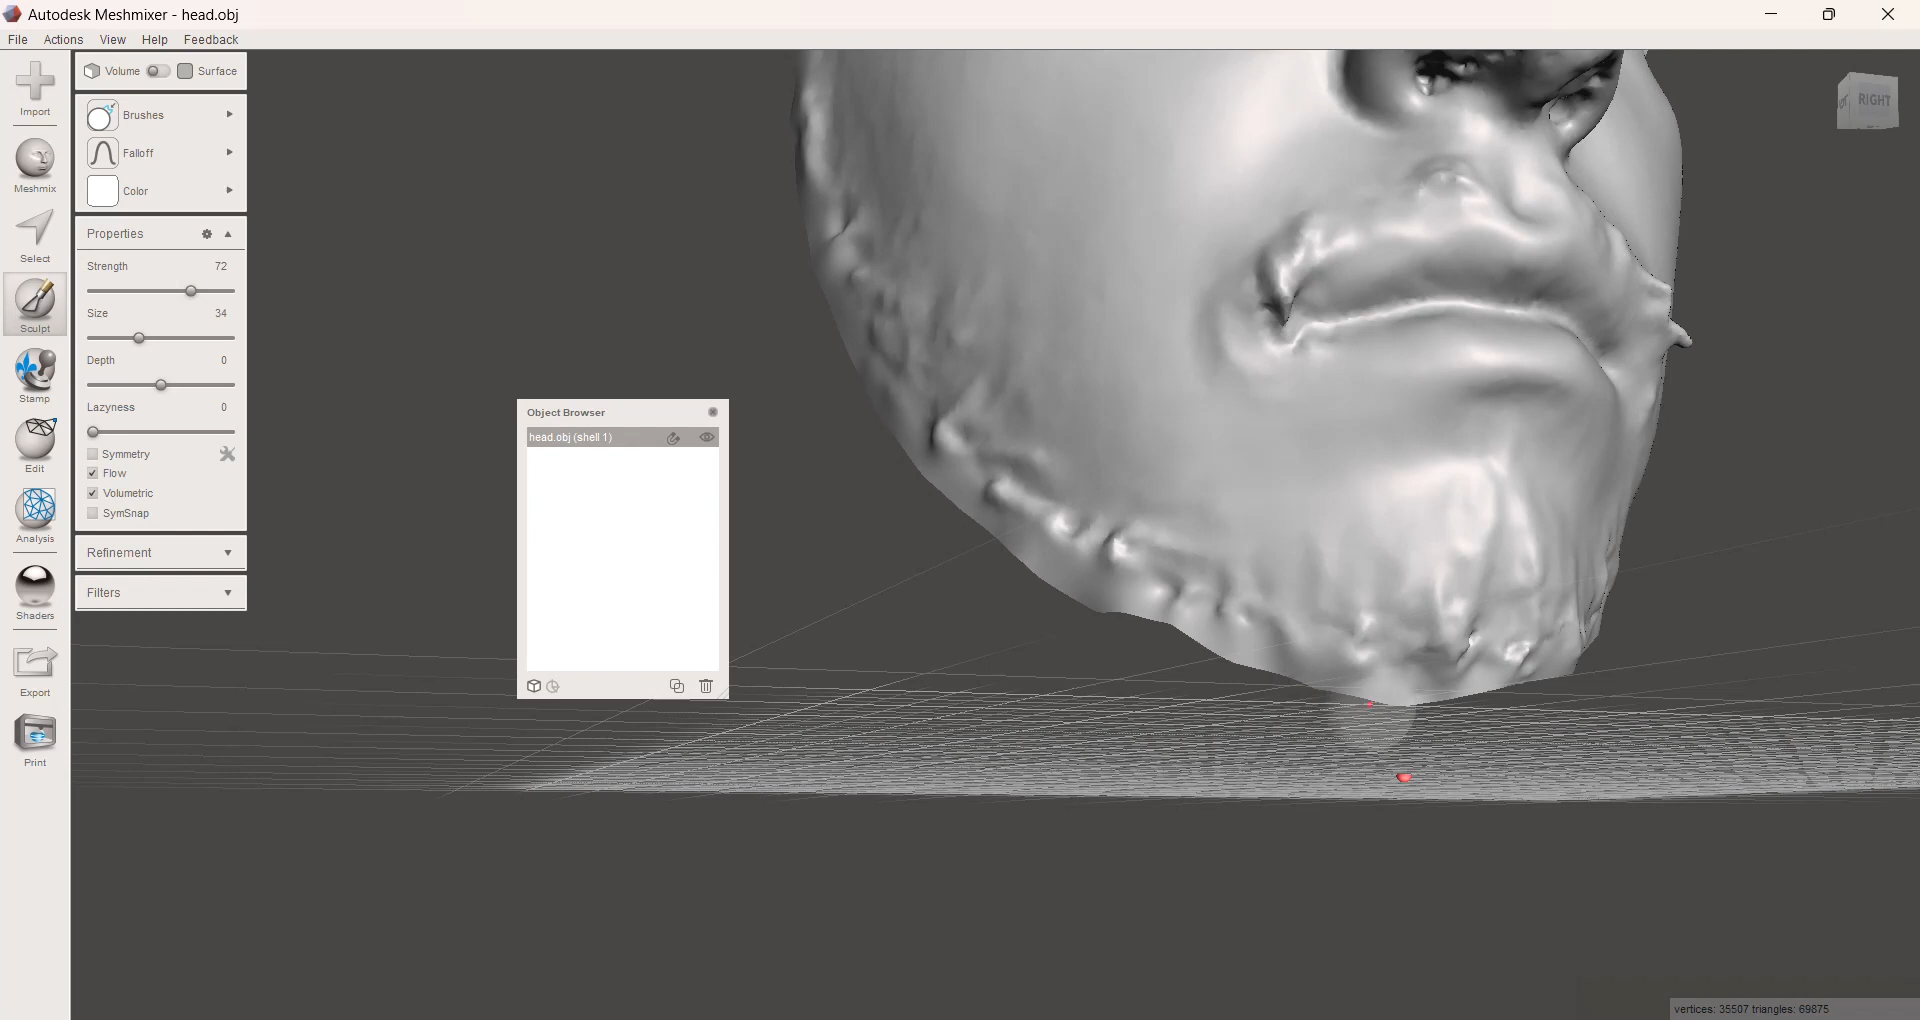 Autodesk Meshmixer - head.obj
File Actions View Help Feedback
Import
Meshmix
Select
Sculpt
Stamp
Edit
Analysis
Shaders
Export
Print
Volume Surface
Brushes
Falloff
Color
Properties
Strength 72
Size 34
Depth 0
Lazyness 0
Symmetry
Flow
Volumetric
SymSnap
Refinement
Filters
Object Browser
head.obj (shell 1)
RIGHT
vertices: 35507 triangles: 69875